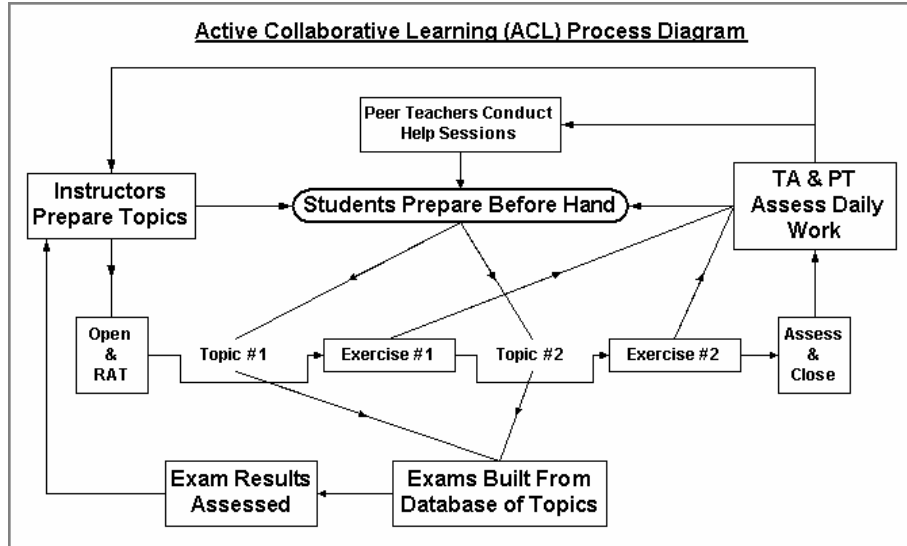 Active Collaborative Learning (ACL) Process Diagram
Peer Teachers Conduct
Help Sessions
Instructors
Prepare Topics
Students Prepare Before Hand
TA & PT
Assess Daily
Work
Open
&
RAT
Topic #1
Exercise #1
Topic #2
Exercise #2
Assess
&
Close
Exam Results
Assessed
Exams Built From
Database of Topics